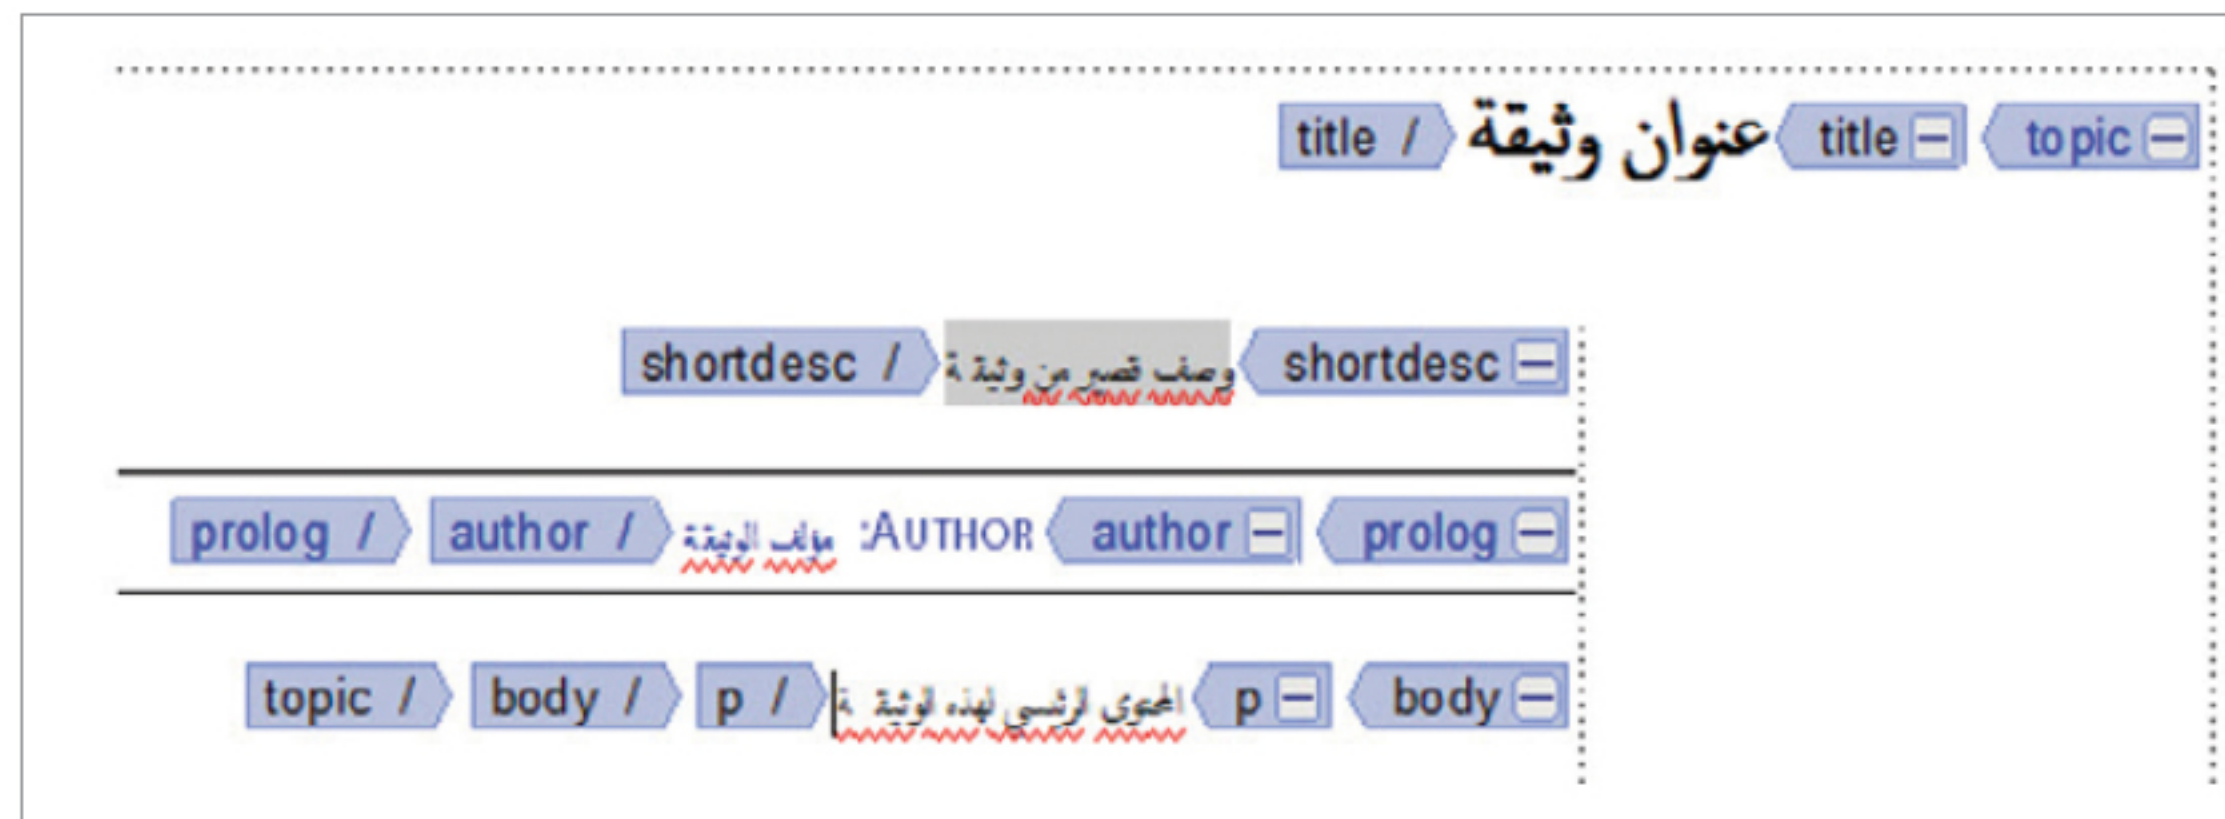 topic title عنوان وثيقة / title
shortdesc وصف قصير من وثيقة / shortdesc
prolog author AUTHOR: مؤلف الوثيقة / author / prolog
body p المحتوى الرئيسي لهذه الوثيقة / p / body / topic